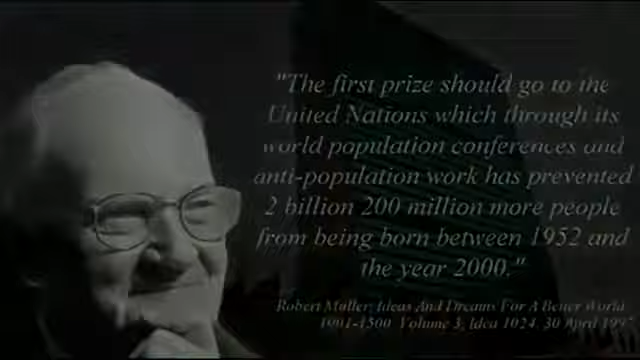 "The first prize should go to the
United Nations which through its
world population conferences and
anti-population work has prevented
2 billion 200 million more people
from being born between 1952 and
the year 2000."
Robert Muller; Ideas And Dreams For A Better World
1001-1500 Volume 3, Idea 1024. 30 April 1997